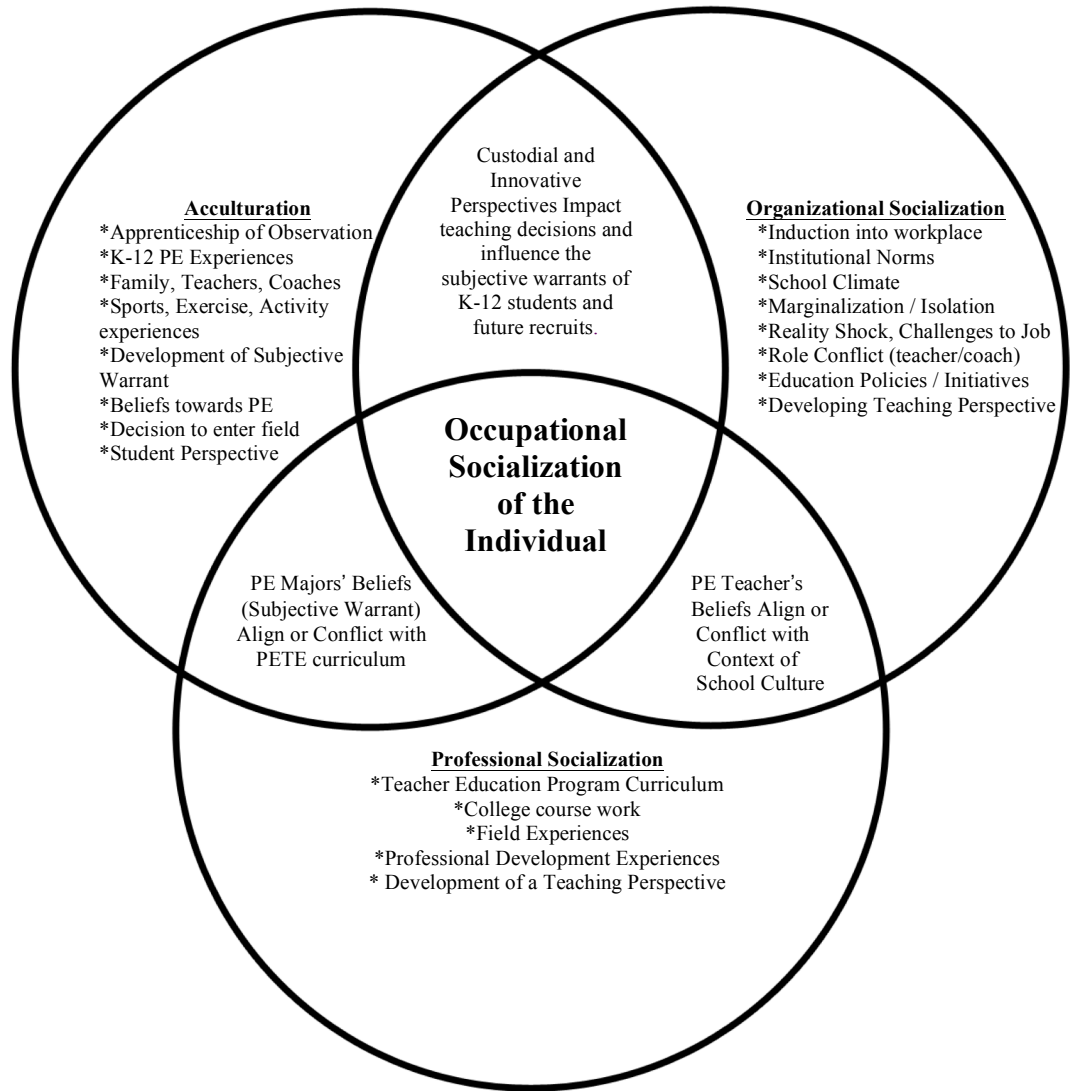 Custodial and
Innovative
Perspectives Impact
teaching decisions and
influence the
subjective warrants of
K-12 students and
future recruits.
Acculturation
*Apprenticeship of Observation
*K-12 PE Experiences
*Family, Teachers, Coaches
*Sports, Exercise, Activity
experiences
*Development of Subjective
Warrant
*Beliefs towards PE
*Decision to enter field
*Student Perspective
Organizational Socialization
*Induction into workplace
*Institutional Norms
*School Climate
*Marginalization / Isolation
*Reality Shock, Challenges to Job
*Role Conflict (teacher/coach)
*Education Policies / Initiatives
*Developing Teaching Perspective
Occupational
Socialization
of the
Individual
PE Majors’ Beliefs
(Subjective Warrant)
Align or Conflict with
PETE curriculum
PE Teacher’s
Beliefs Align or
Conflict with
Context of
School Culture
Professional Socialization
*Teacher Education Program Curriculum
*College course work
*Field Experiences
*Professional Development Experiences
* Development of a Teaching Perspective